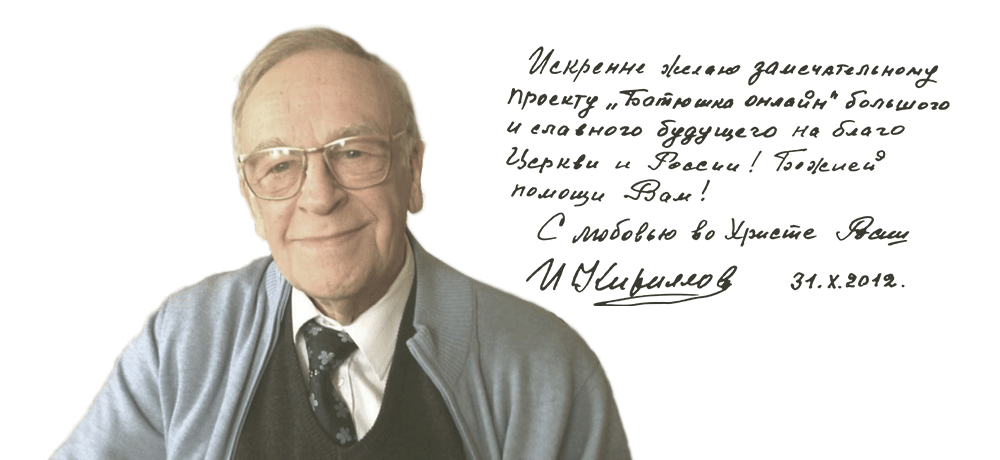 Искренне желаю замечательному
проекту „Батюшка онлайн" большого
и славного будущего на благо
Церкви и России! Божией
помощи Вам!
С любовью во Христе Ваш
И Кириллов 31.X.2012.